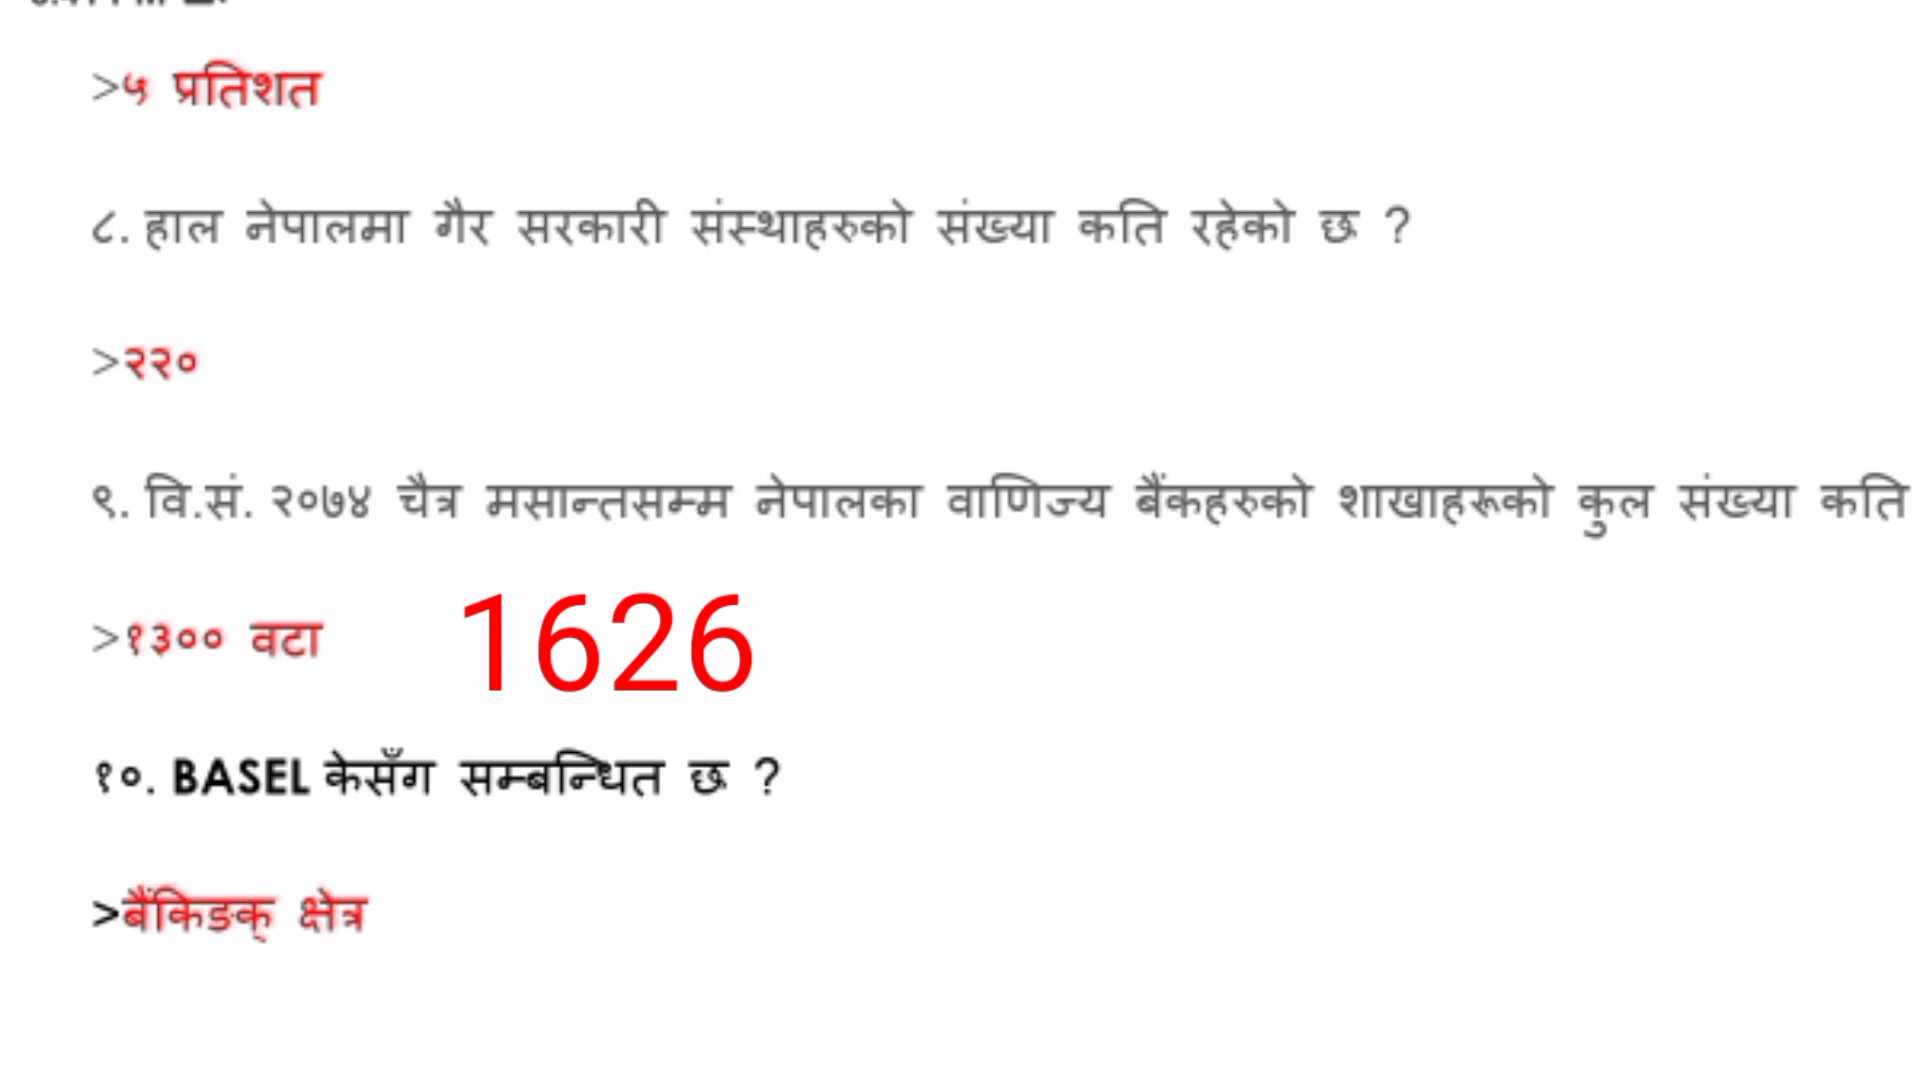 >५ प्रतिशत
८. हाल नेपालमा गैर सरकारी संस्थाहरुको संख्या कति रहेको छ ?
>२२०
९. वि.सं. २०७४ चैत्र मसान्तसम्म नेपालका वाणिज्य बैंकहरुको शाखाहरूको कुल संख्या कति
>१३०० वटा 1626
१०. BASEL केसँग सम्बन्धित छ ?
>बैंकिङक् क्षेत्र